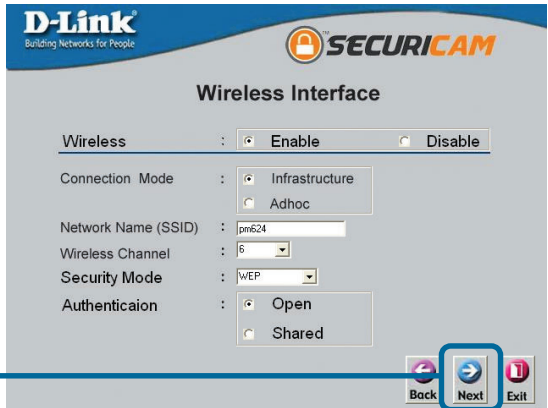 D-Link
Building Networks for People
SECURICAM
Wireless Interface
Wireless : Enable Disable
Connection Mode : Infrastructure
Adhoc
Network Name (SSID) : pm624
Wireless Channel : 6
Security Mode : WEP
Authenticaion : Open
Shared
Back Next Exit